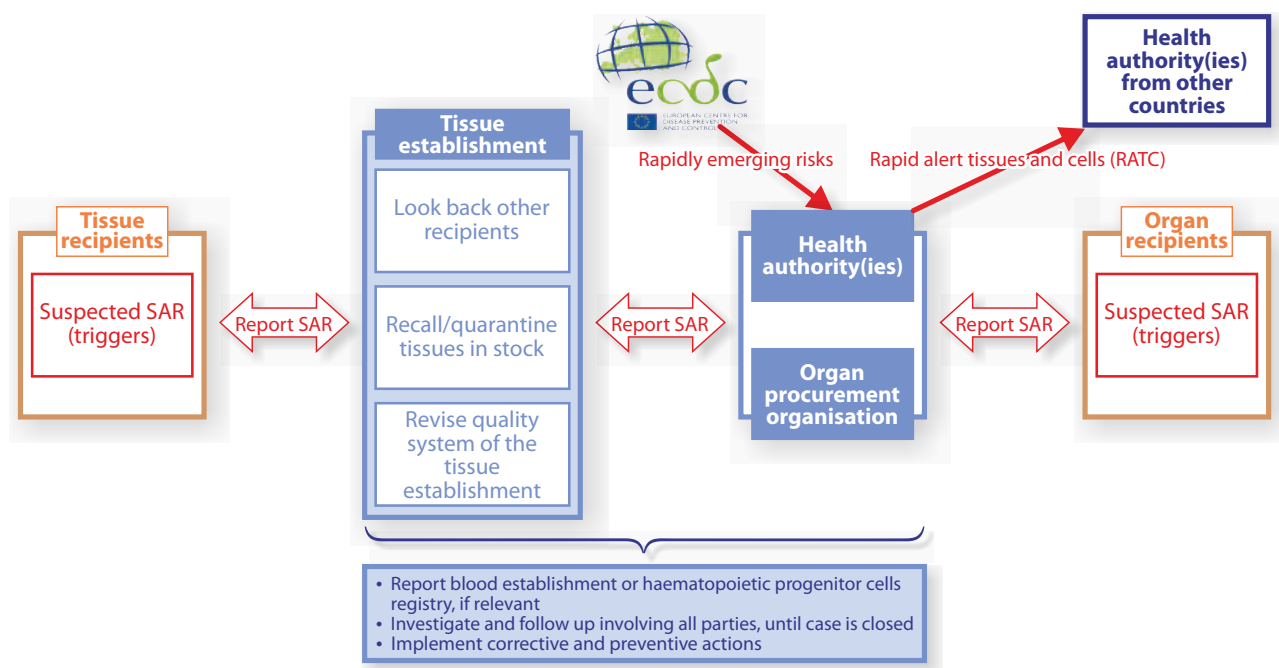 ecdc
EUROPEAN CENTRE FOR
DISEASE PREVENTION
AND CONTROL
Health
authority(ies)
from other
countries
Rapidly emerging risks
Rapid alert tissues and cells (RATC)
Tissue
recipients
Suspected SAR
(triggers)
Report SAR
Tissue
establishment
Look back other
recipients
Recall/quarantine
tissues in stock
Revise quality
system of the
tissue
establishment
Report SAR
Health
authority(ies)
Organ
procurement
organisation
Report SAR
Organ
recipients
Suspected SAR
(triggers)
• Report blood establishment or haematopoietic progenitor cells
registry, if relevant
• Investigate and follow up involving all parties, until case is closed
• Implement corrective and preventive actions